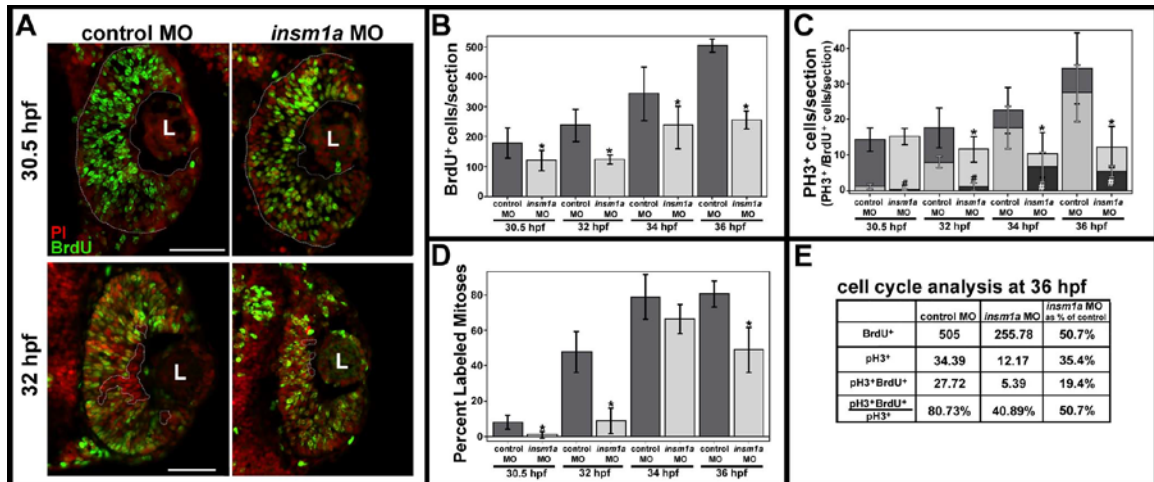 A
control MO
insm1a MO
30.5 hpf
L
L
PI
BrdU
32 hpf
L
L
B
BrdU+ cells/section
500
400
300
200
100
0
* * * *
control MO
insm1a MO
control MO
insm1a MO
control MO
insm1a MO
control MO
insm1a MO
30.5 hpf 32 hpf 34 hpf 36 hpf
C
PH3+ cells/section
(PH3+/BrdU+ cells/section)
40
30
20
10
0
* * *
# # # #
control MO
insm1a MO
control MO
insm1a MO
control MO
insm1a MO
control MO
insm1a MO
30.5 hpf 32 hpf 34 hpf 36 hpf
D
Percent Labeled Mitoses
80
60
40
20
0
* * *
control MO
insm1a MO
control MO
insm1a MO
control MO
insm1a MO
control MO
insm1a MO
30.5 hpf 32 hpf 34 hpf 36 hpf
E
cell cycle analysis at 36 hpf
control MO insm1a MO insm1a MO as % of control
BrdU+ 505 255.78 50.7%
pH3+ 34.39 12.17 35.4%
pH3+BrdU+ 27.72 5.39 19.4%
pH3+BrdU+
pH3+
80.73% 40.89% 50.7%